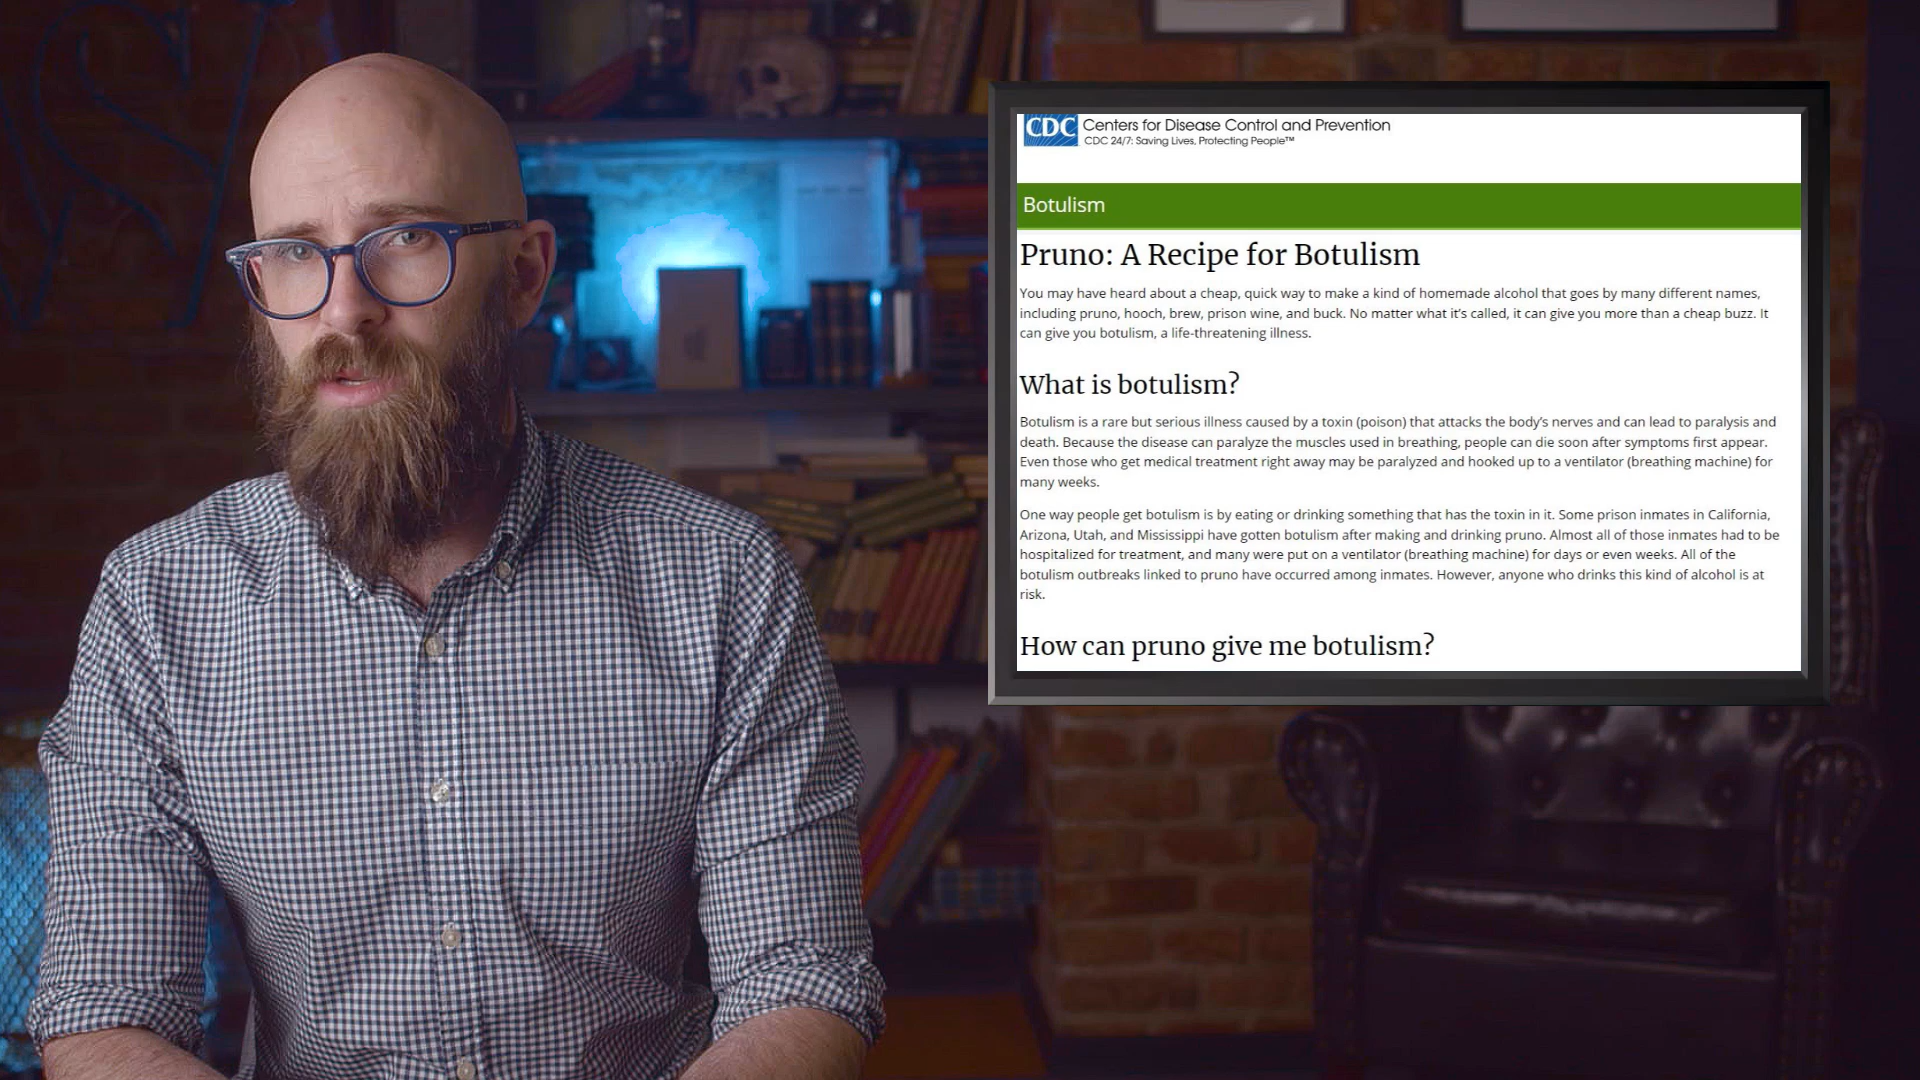 CDC Centers for Disease Control and Prevention
CDC 24/7: Saving Lives, Protecting People™
Botulism
Pruno: A Recipe for Botulism
You may have heard about a cheap, quick way to make a kind of homemade alcohol that goes by many different names,
including pruno, hooch, brew, prison wine, and buck. No matter what it’s called, it can give you more than a cheap buzz. It
can give you botulism, a life-threatening illness.
What is botulism?
Botulism is a rare but serious illness caused by a toxin (poison) that attacks the body’s nerves and can lead to paralysis and
death. Because the disease can paralyze the muscles used in breathing, people can die soon after symptoms first appear.
Even those who get medical treatment right away may be paralyzed and hooked up to a ventilator (breathing machine) for
many weeks.
One way people get botulism is by eating or drinking something that has the toxin in it. Some prison inmates in California,
Arizona, Utah, and Mississippi have gotten botulism after making and drinking pruno. Almost all of those inmates had to be
hospitalized for treatment, and many were put on a ventilator (breathing machine) for days or even weeks. All of the
botulism outbreaks linked to pruno have occurred among inmates. However, anyone who drinks this kind of alcohol is at
risk.
How can pruno give me botulism?